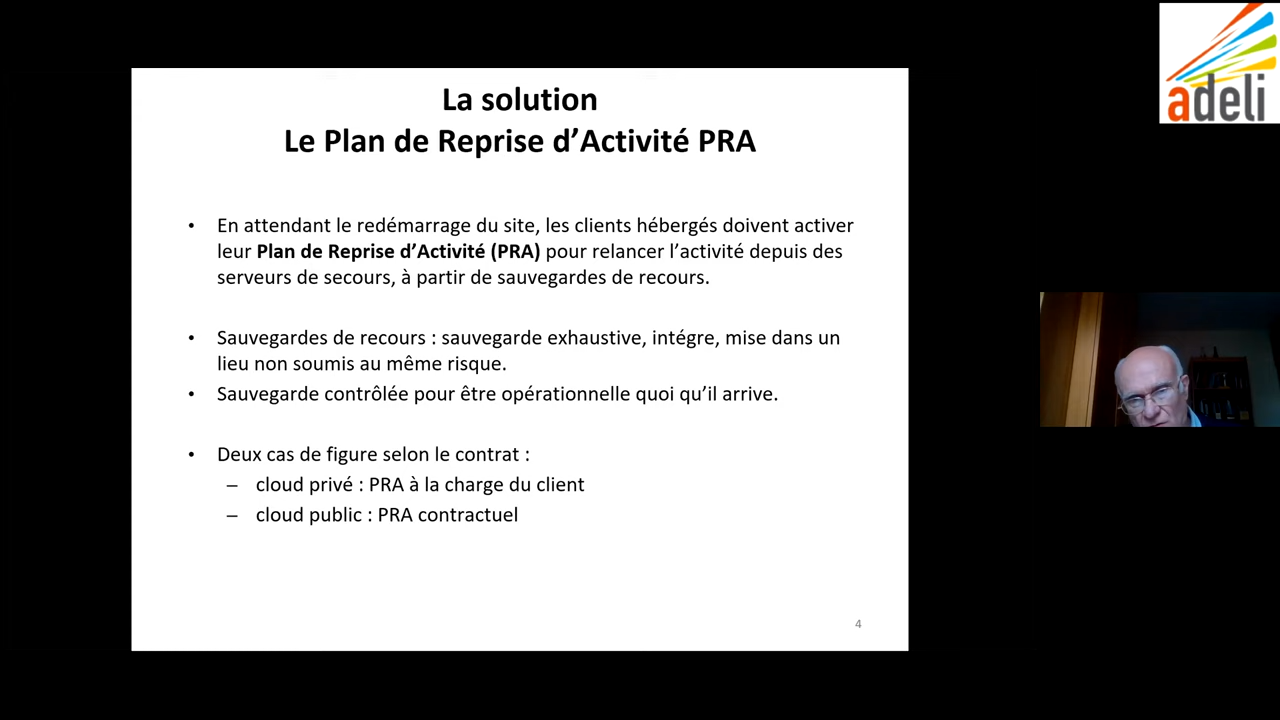 adeli
La solution
Le Plan de Reprise d’Activité PRA
• En attendant le redémarrage du site, les clients hébergés doivent activer
leur Plan de Reprise d’Activité (PRA) pour relancer l’activité depuis des
serveurs de secours, à partir de sauvegardes de recours.
• Sauvegardes de recours : sauvegarde exhaustive, intégre, mise dans un
lieu non soumis au même risque.
• Sauvegarde contrôlée pour être opérationnelle quoi qu’il arrive.
• Deux cas de figure selon le contrat :
– cloud privé : PRA à la charge du client
– cloud public : PRA contractuel
4